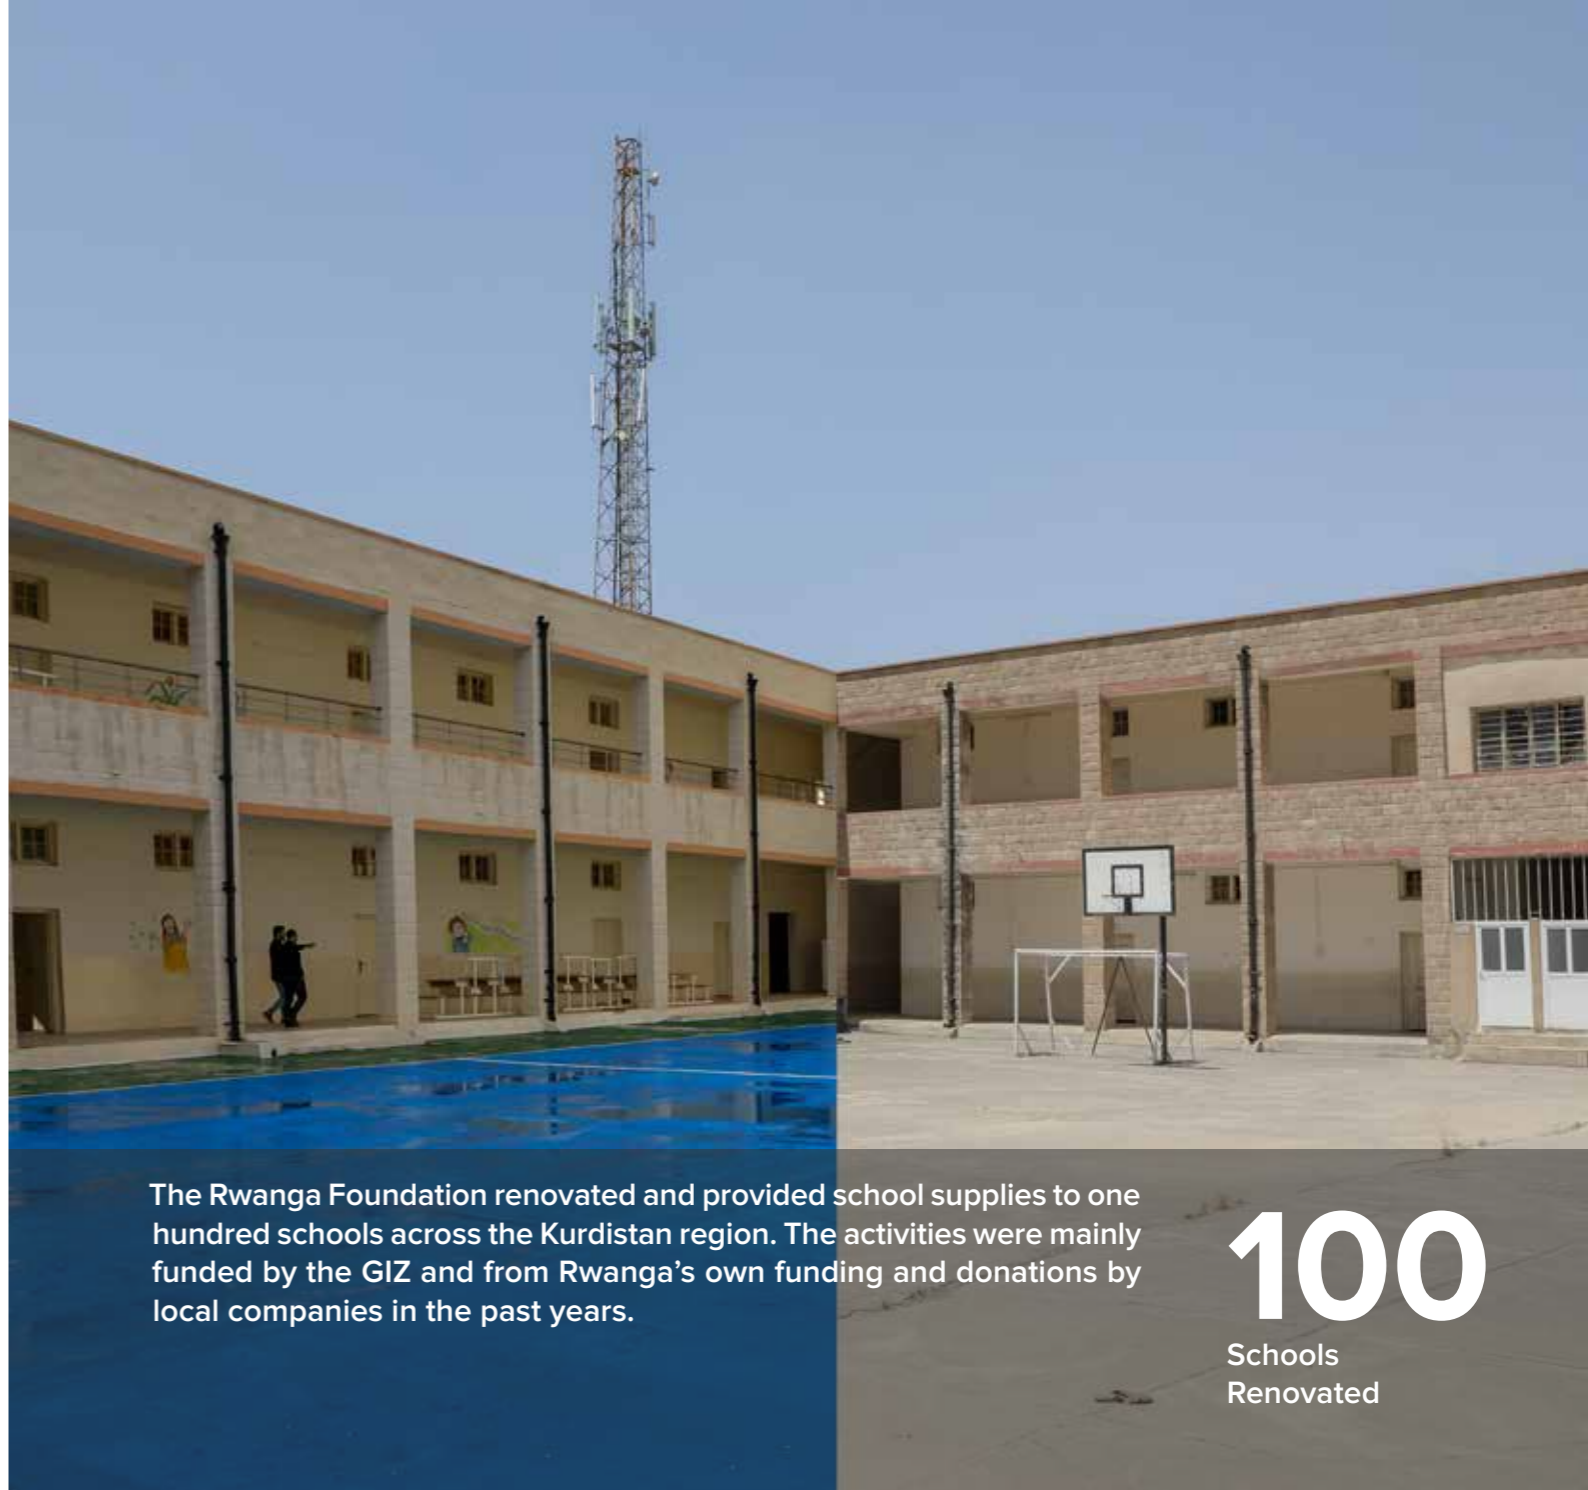 The Rwanga Foundation renovated and provided school supplies to one
hundred schools across the Kurdistan region. The activities were mainly
funded by the GIZ and from Rwanga’s own funding and donations by
local companies in the past years.
100
Schools
Renovated